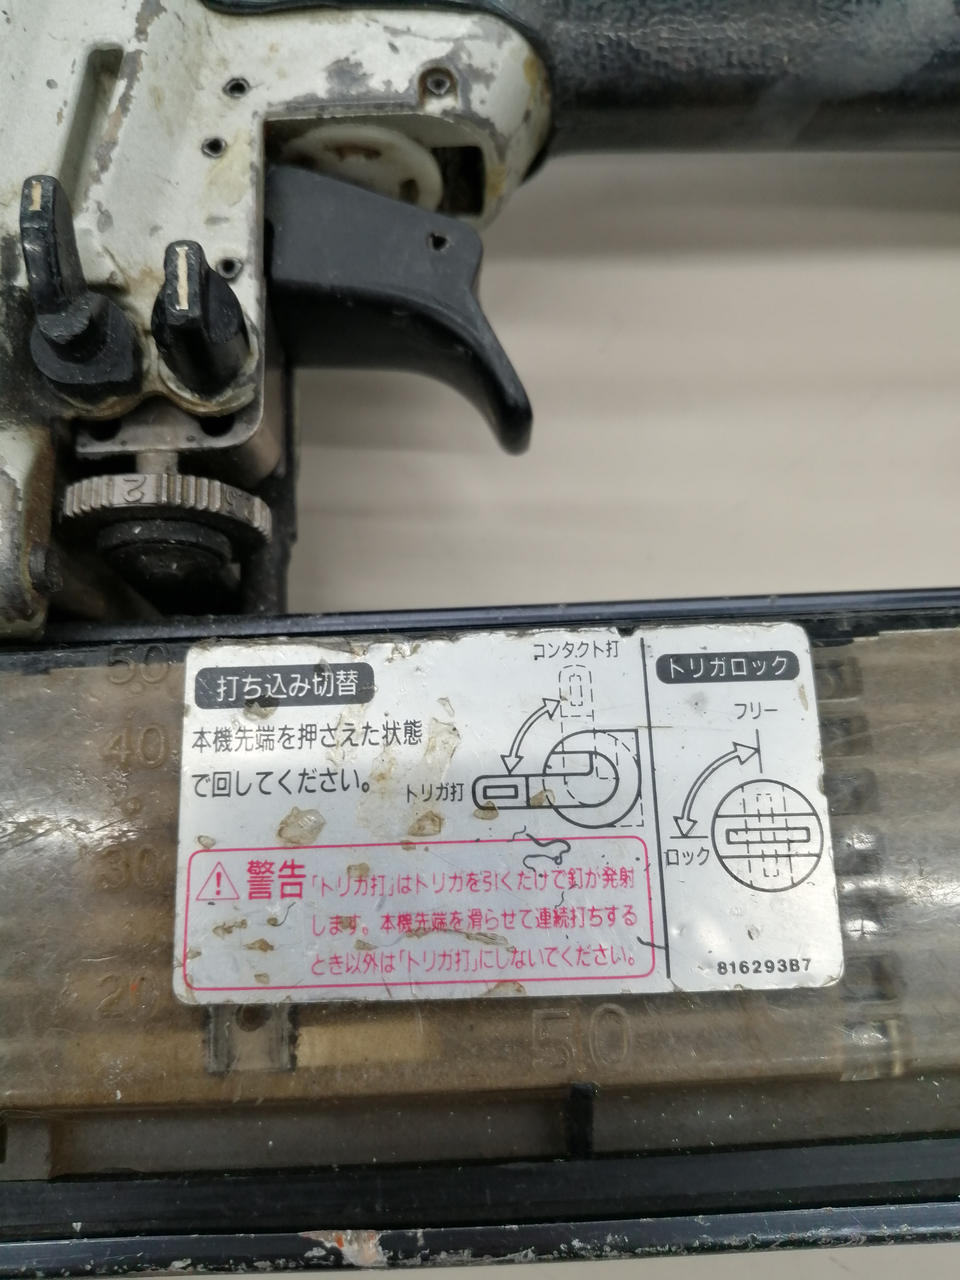 2
50
40
30
20
50
打ち込み切替
本機先端を押さえた状態
で回してください。
コンタクト打
トリガ打
⚠警告「トリガ打」はトリガを引くだけで釘が発射
します。本機先端を滑らせて連続打ちする
とき以外は「トリガ打」にしないでください。
トリガロック
フリー
ロック
816293B7